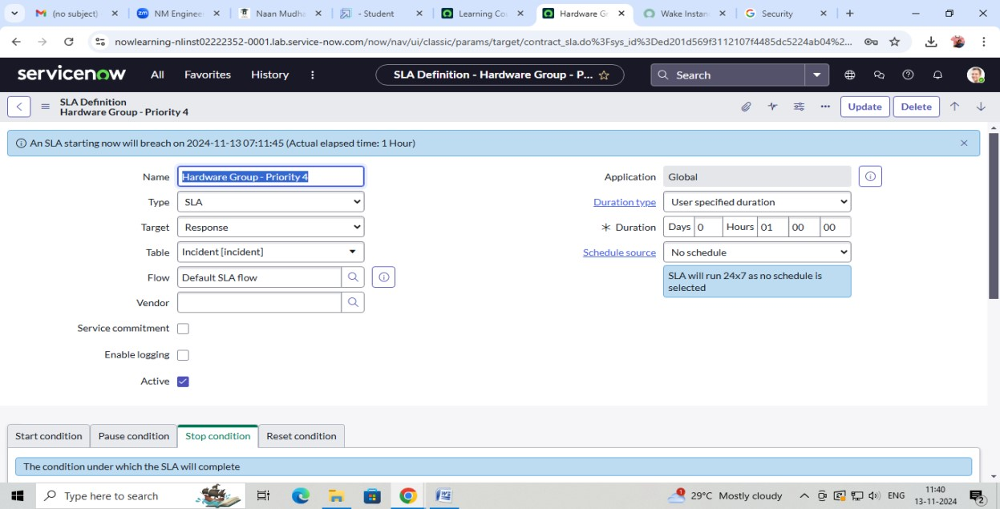 (no subject)
NM Enginee
Naan Mudha
- Student
Learning Co
Hardware G
Wake Instan
Security
nowlearning-nlinst02222352-0001.lab.service-now.com/now/nav/ui/classic/params/target/contract_sla.do%3Fsys_id%3Ded201d569f3112107f4485dc5224ab04%2...
servicenow All Favorites History SLA Definition - Hardware Group - P... Search
SLA Definition
Hardware Group - Priority 4
Update Delete
An SLA starting now will breach on 2024-11-13 07:11:45 (Actual elapsed time: 1 Hour)
Name Hardware Group - Priority 4 Application Global
Type SLA Duration type User specified duration
Target Response Duration Days 0 Hours 01 00 00
Table Incident [incident] Schedule source No schedule
Flow Default SLA flow SLA will run 24x7 as no schedule is
selected
Vendor
Service commitment
Enable logging
Active
Start condition Pause condition Stop condition Reset condition
The condition under which the SLA will complete
Type here to search 29°C Mostly cloudy ENG 11:40
13-11-2024
1
2